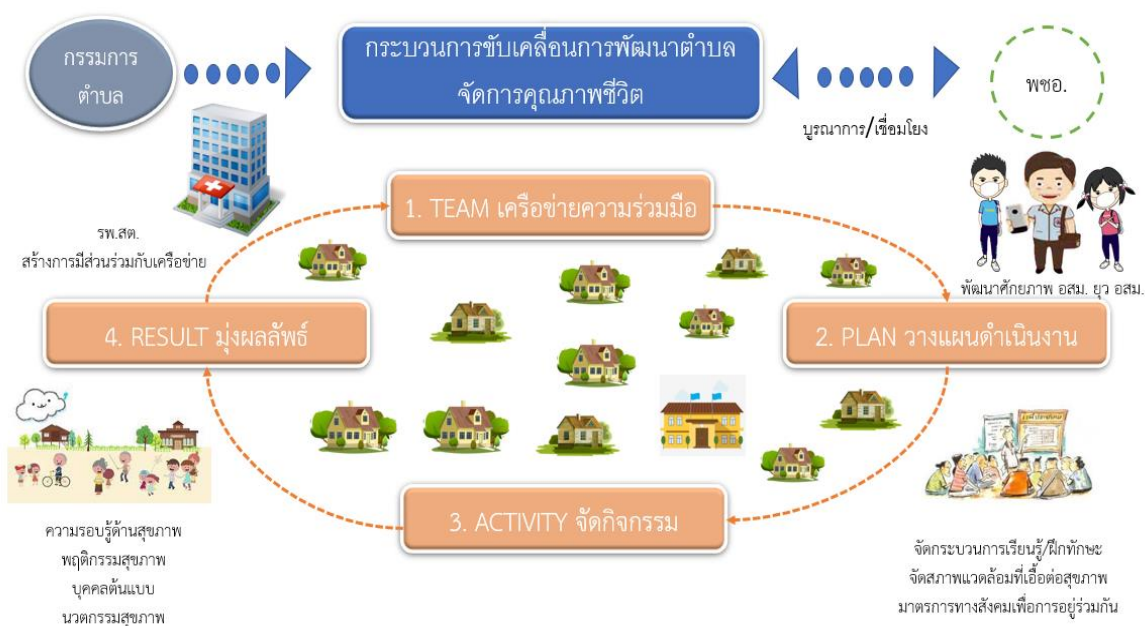 กรรมการ
ตำบล
กระบวนการขับเคลื่อนการพัฒนาตำบล
จัดการคุณภาพชีวิต
พชอ.
บูรณาการ/เชื่อมโยง
1. TEAM เครือข่ายความร่วมมือ
รพ.สต.
สร้างการมีส่วนร่วมกับเครือข่าย
พัฒนาศักยภาพ อสม. ยุว อสม.
4. RESULT มุ่งผลลัพธ์
2. PLAN วางแผนดำเนินงาน
3. ACTIVITY จัดกิจกรรม
ความรอบรู้ด้านสุขภาพ
พฤติกรรมสุขภาพ
บุคคลต้นแบบ
นวตกรรมสุขภาพ
จัดกระบวนการเรียนรู้/ฝึกทักษะ
จัดสภาพแวดล้อมที่เอื้อต่อสุขภาพ
มาตรการทางสังคมเพื่อการอยู่ร่วมกัน